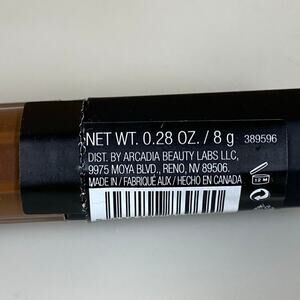 NET WT. 0.28 OZ. / 8 g 389596
DIST. BY ARCADIA BEAUTY LABS LLC,
9975 MOYA BLVD., RENO, NV 89506.
MADE IN / FABRIQUÉ AUX / HECHO EN CANADA
12 M